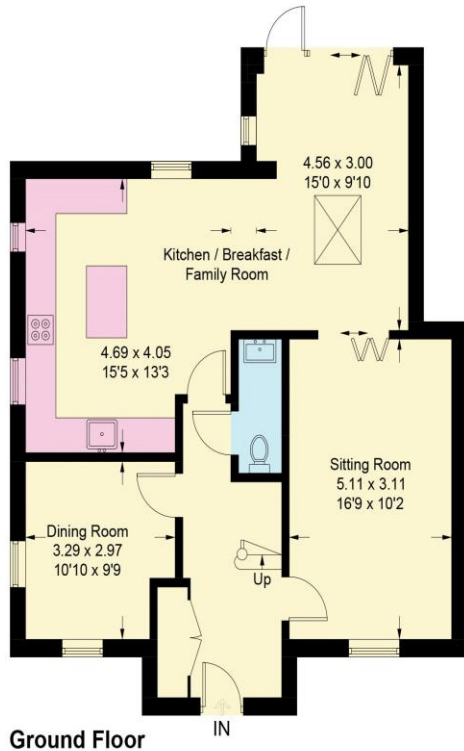 4.56 x 3.00
15'0 x 9'10
Kitchen / Breakfast /
Family Room
4.69 x 4.05
15'5 x 13'3
Sitting Room
5.11 x 3.11
16'9 x 10'2
Dining Room
3.29 x 2.97
10'10 x 9'9
Up
IN
Ground Floor